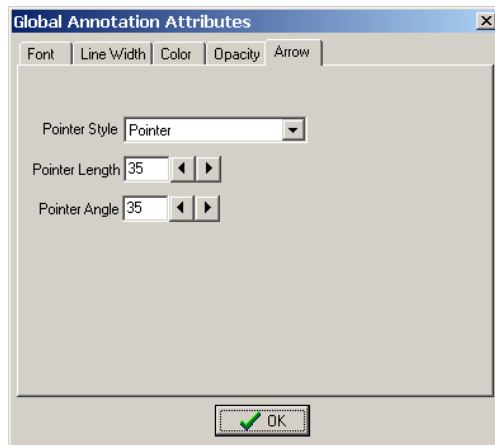 Global Annotation Attributes
Font Line Width Color Opacity Arrow
Pointer Style Pointer
Pointer Length 35
Pointer Angle 35
OK